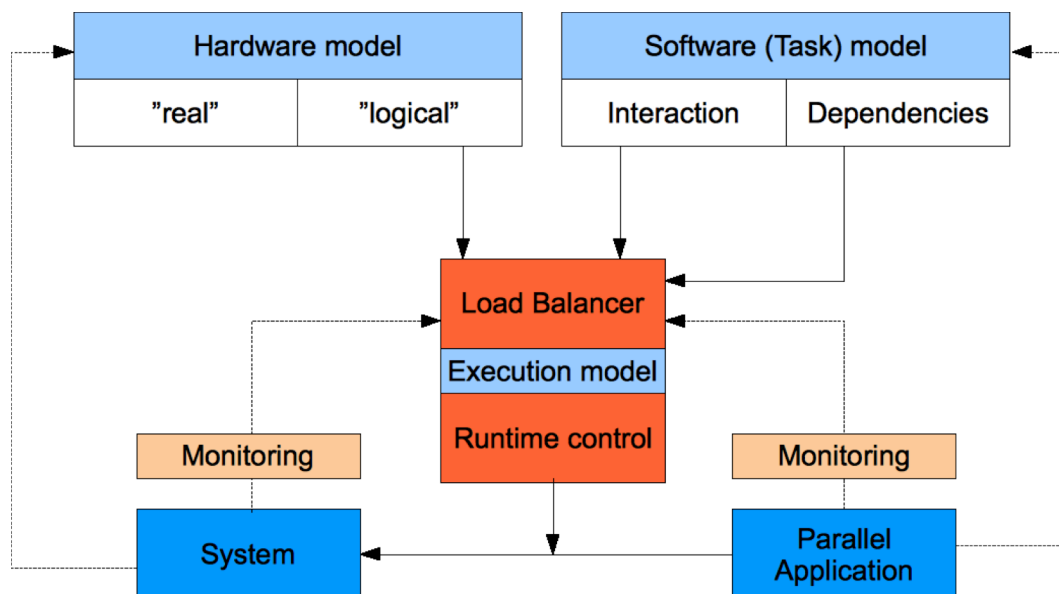 Hardware model
Software (Task) model
”real”
”logical”
Interaction
Dependencies
Load Balancer
Execution model
Runtime control
Monitoring
Monitoring
System
Parallel
Application